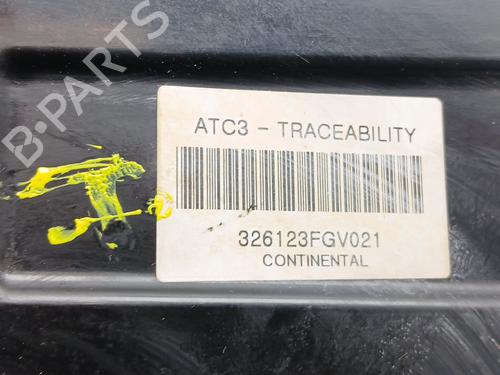 B-PARTS
ATC3 - TRACEABILITY
326123FGV021
CONTINENTAL